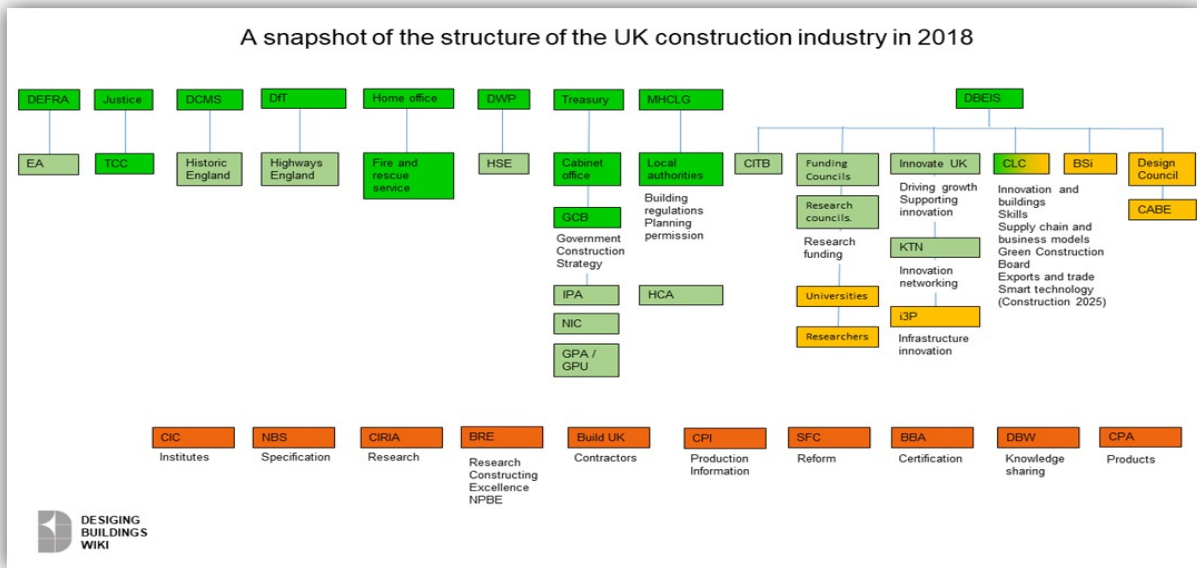 A snapshot of the structure of the UK construction industry in 2018
DEFRA
Justice
DCMS
DfT
Home office
DWP
Treasury
MHCLG
DBEIS
EA
TCC
Historic
England
Highways
England
Fire and
rescue
service
HSE
Cabinet
office
Local
authorities
CITB
Funding
Councils
Innovate UK
CLC
BSi
Design
Council
GCB
Government
Construction
Strategy
Building
regulations
Planning
permission
Research
councils.
Research
funding
Driving growth
Supporting
innovation
KTN
Innovation
networking
Innovation and
buildings
Skills
Supply chain and
business models
Green Construction
Board
Exports and trade
Smart technology
(Construction 2025)
CABE
IPA
HCA
Universities
i3P
Infrastructure
innovation
NIC
Researchers
GPA /
GPU
CIC
Institutes
NBS
Specification
CIRIA
Research
BRE
Research
Constructing
Excellence
NPBE
Build UK
Contractors
CPI
Production
Information
SFC
Reform
BBA
Certification
DBW
Knowledge
sharing
CPA
Products
DESIGING
BUILDINGS
WIKI